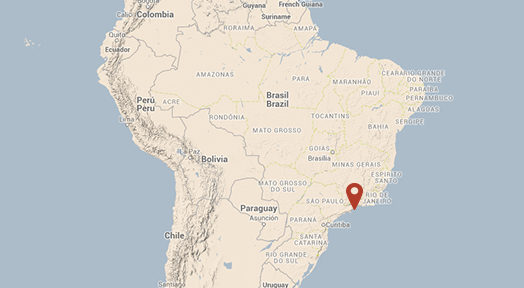 French Guiana
Guyana
Suriname
Cabo
Colombia
Quito
RORAIMA
AMAPÁ
Ecuador
AMAZONAS
PARÁ
MARANHÃO
CEARÁ
RIO GRANDE
DO NORTE
PARAÍBA
PIAUÍ
PERNAMBUCO
ALAGOAS
SERGIPE
Brasil
Brazil
Perú
Peru
ACRE
RONDÔNIA
TOCANTINS
Lima
MATO GROSSO
BAHIA
La Paz
Bolivia
GOIÁS
Brasília
MINAS GERAIS
ESPÍRITO
SANTO
MATO GROSSO
DO SUL
SÃO PAULO
RIO DE
JANEIRO
Paraguay
Asunción
PARANÁ
Curitiba
SANTA
CATARINA
Chile
RIO GRANDE
DO SUL
Santiago
Uruguay